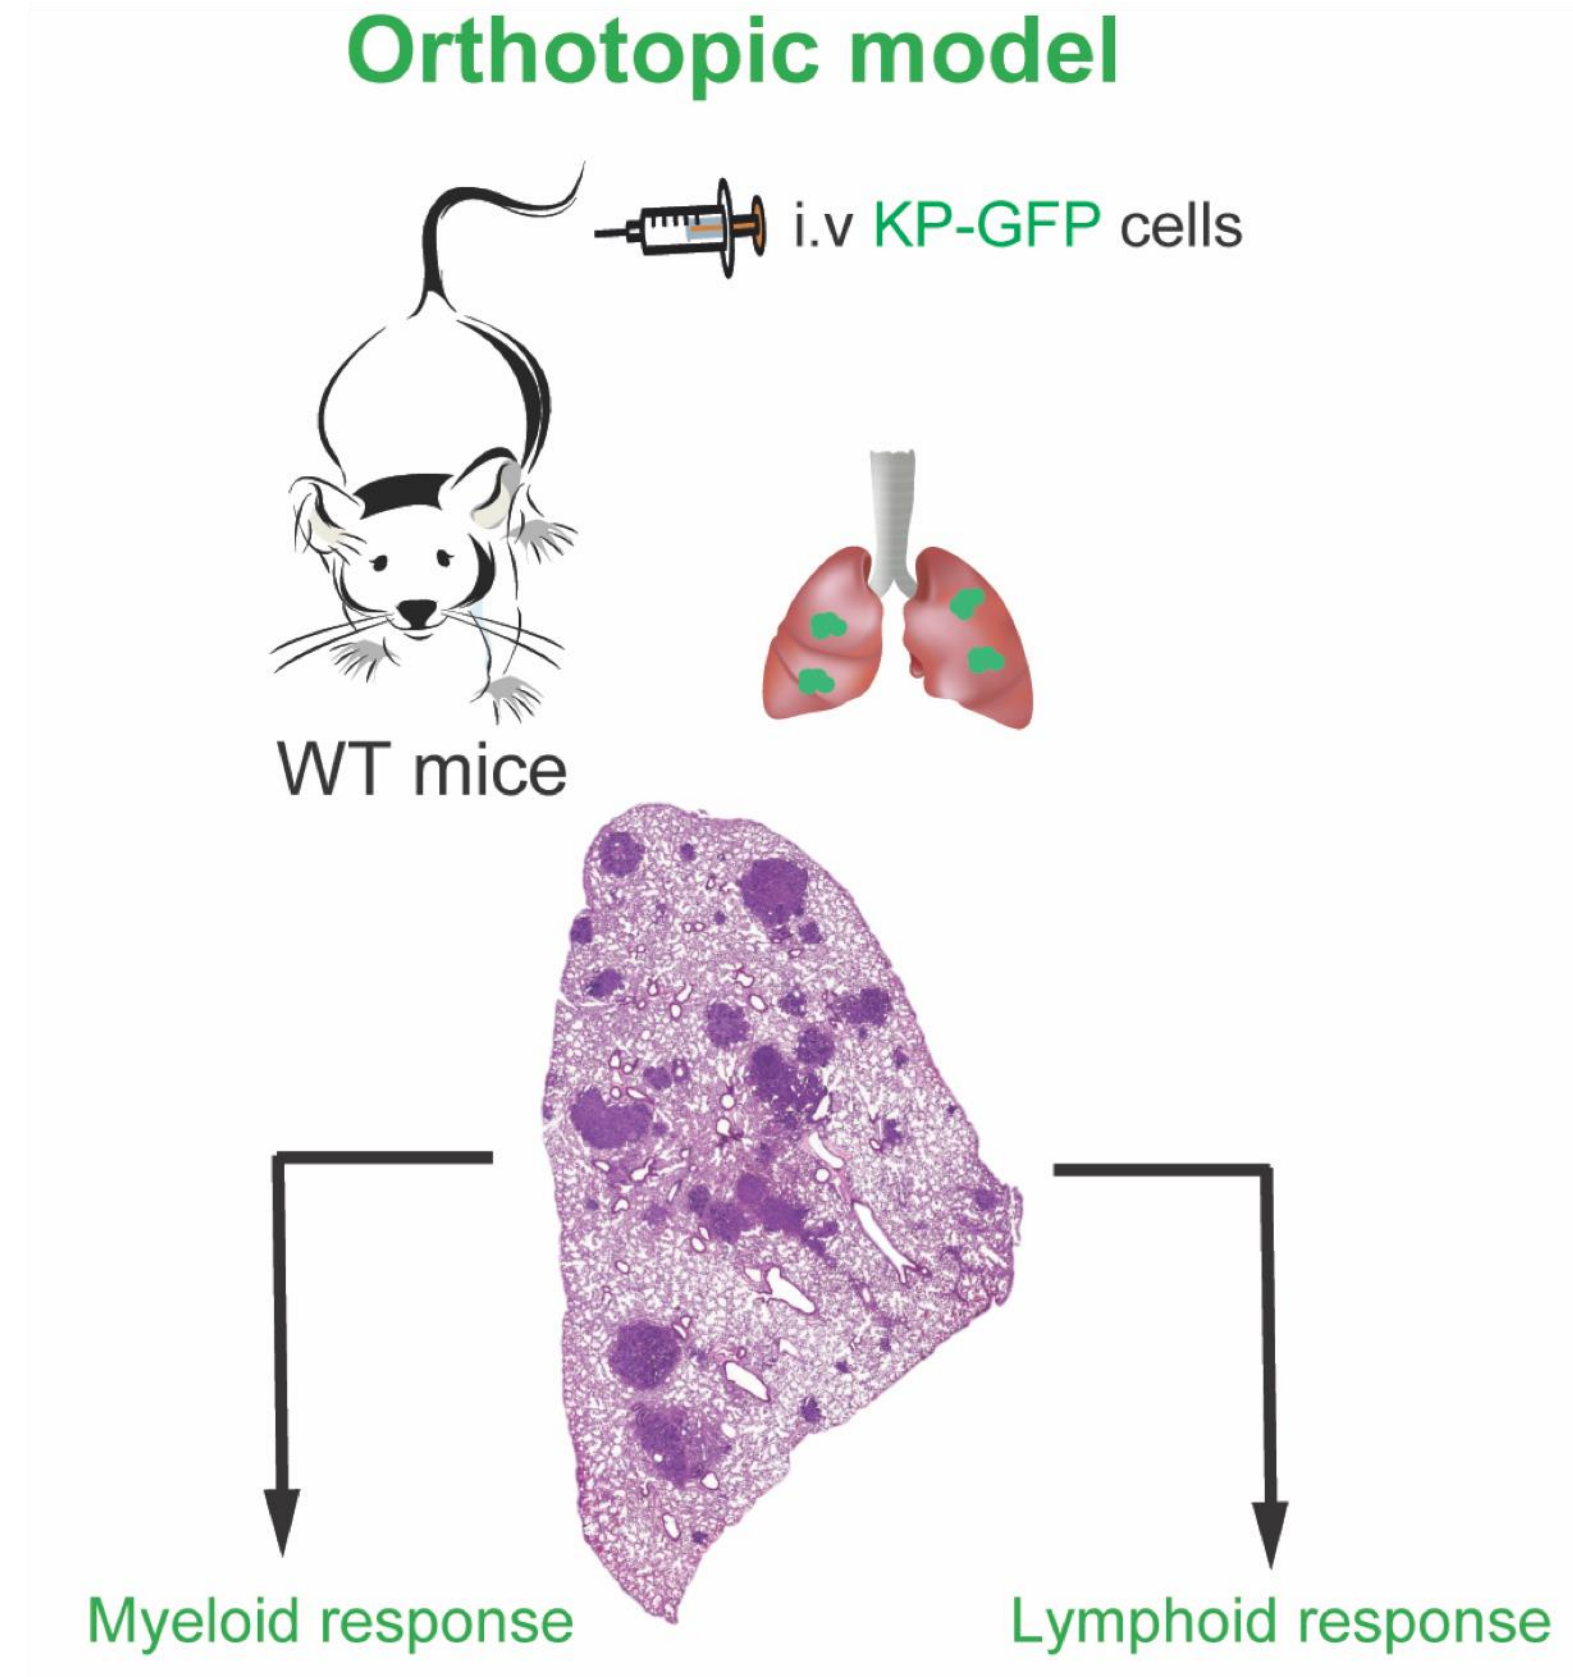 Orthotopic model
i.v KP-GFP cells
WT mice
Myeloid response
Lymphoid response